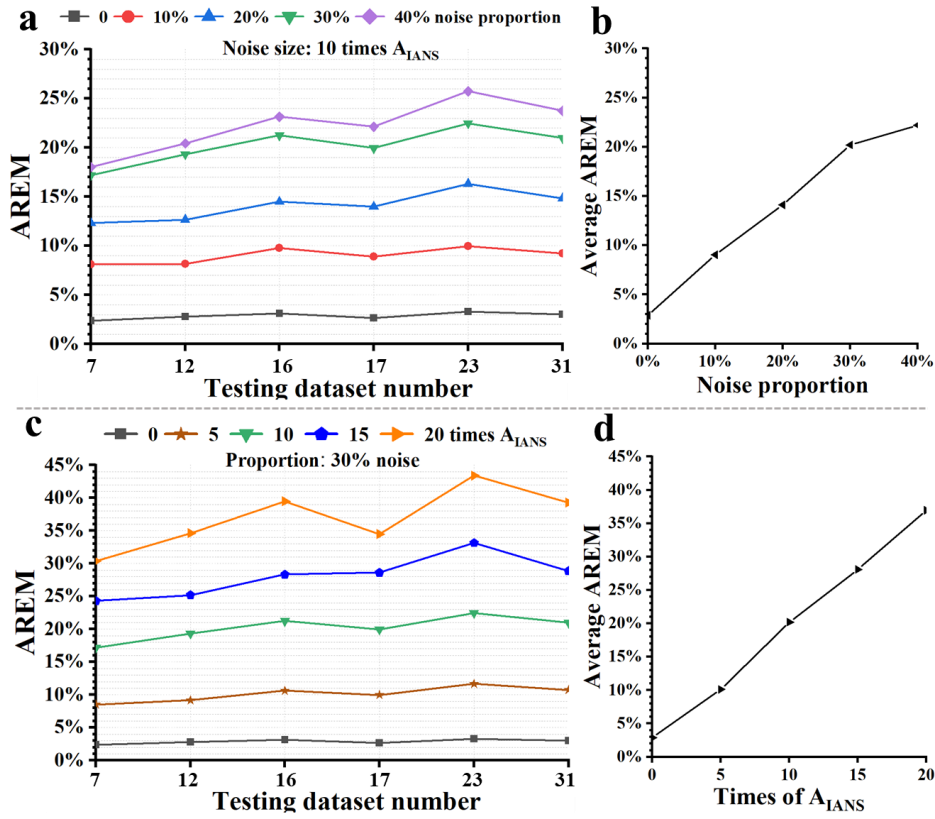 a
0 10% 20% 30% 40% noise proportion
Noise size: 10 times A_IANS
AREM
30%
25%
20%
15%
10%
5%
0%
7 12 16 17 23 31
Testing dataset number
b
Average AREM
30%
25%
20%
15%
10%
5%
0%
0% 10% 20% 30% 40%
Noise proportion
c
0 5 10 15 20 times A_IANS
Proportion: 30% noise
AREM
45%
40%
35%
30%
25%
20%
15%
10%
5%
0%
7 12 16 17 23 31
Testing dataset number
d
Average AREM
45%
40%
35%
30%
25%
20%
15%
10%
5%
0%
0 5 10 15 20
Times of A_IANS